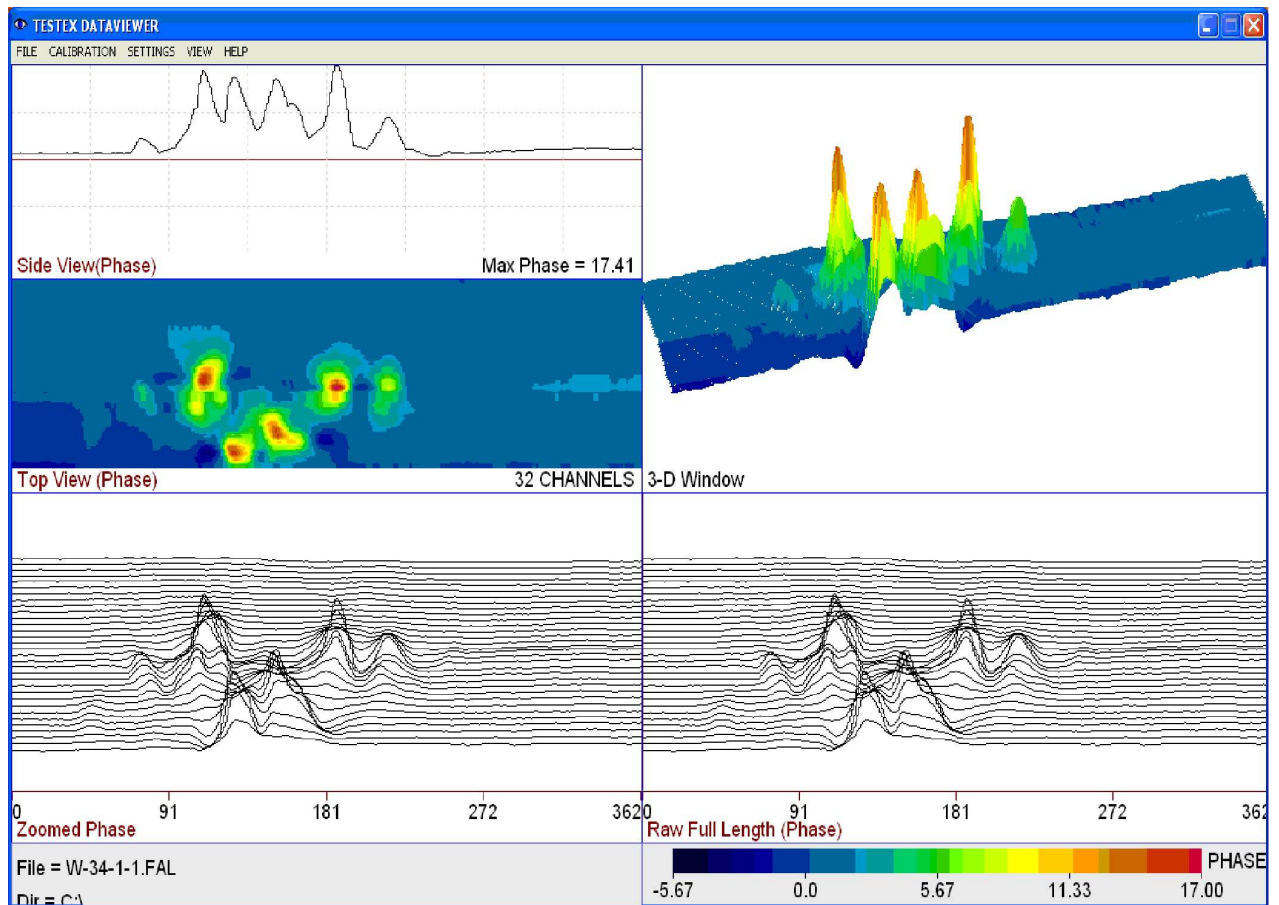 TESTEX DATAVIEWER
FILE CALIBRATION SETTINGS VIEW HELP
Side View(Phase)
Max Phase = 17.41
Top View (Phase)
32 CHANNELS
3-D Window
0 91 181 272 362
Zoomed Phase
0 91 181 272 362
Raw Full Length (Phase)
File = W-34-1-1.FAL
Dir = C:\
PHASE
-5.67 0.0 5.67 11.33 17.00